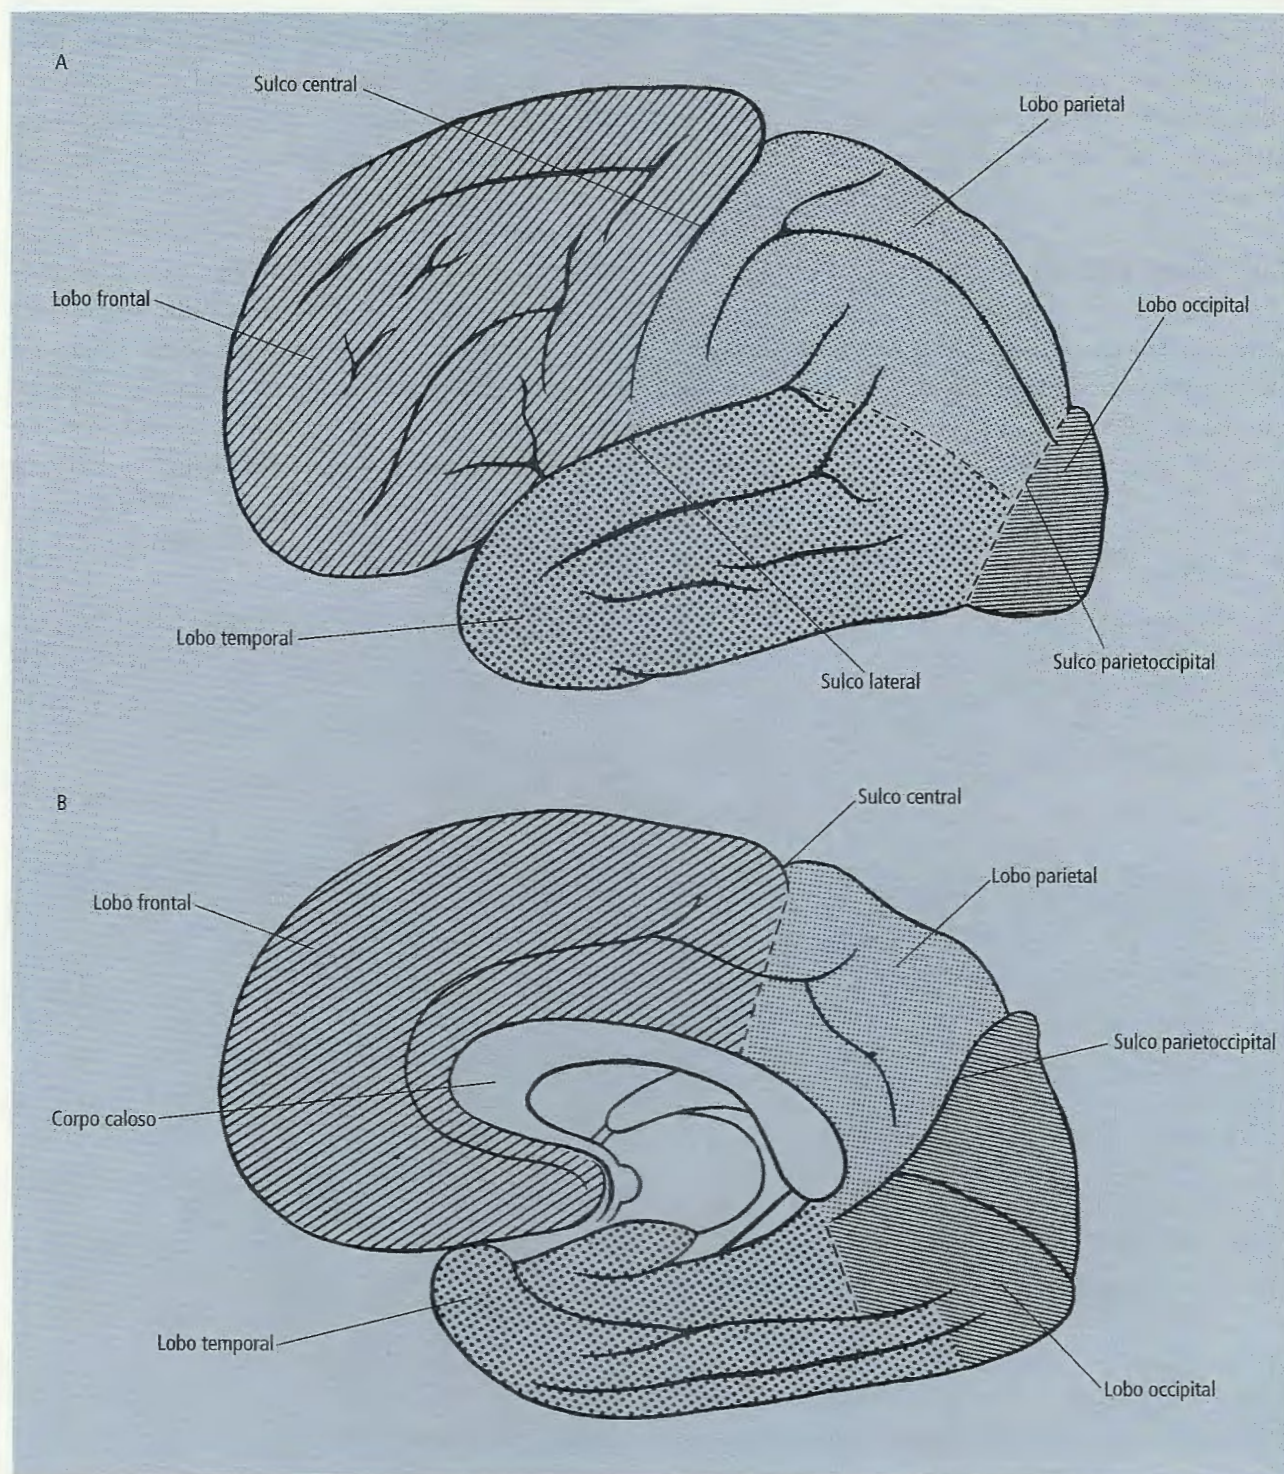 A
Sulco central
Lobo parietal
Lobo frontal
Lobo occipital
Lobo temporal
Sulco lateral
Sulco parietoccipital
B
Sulco central
Lobo frontal
Lobo parietal
Sulco parietoccipital
Corpo caloso
Lobo temporal
Lobo occipital